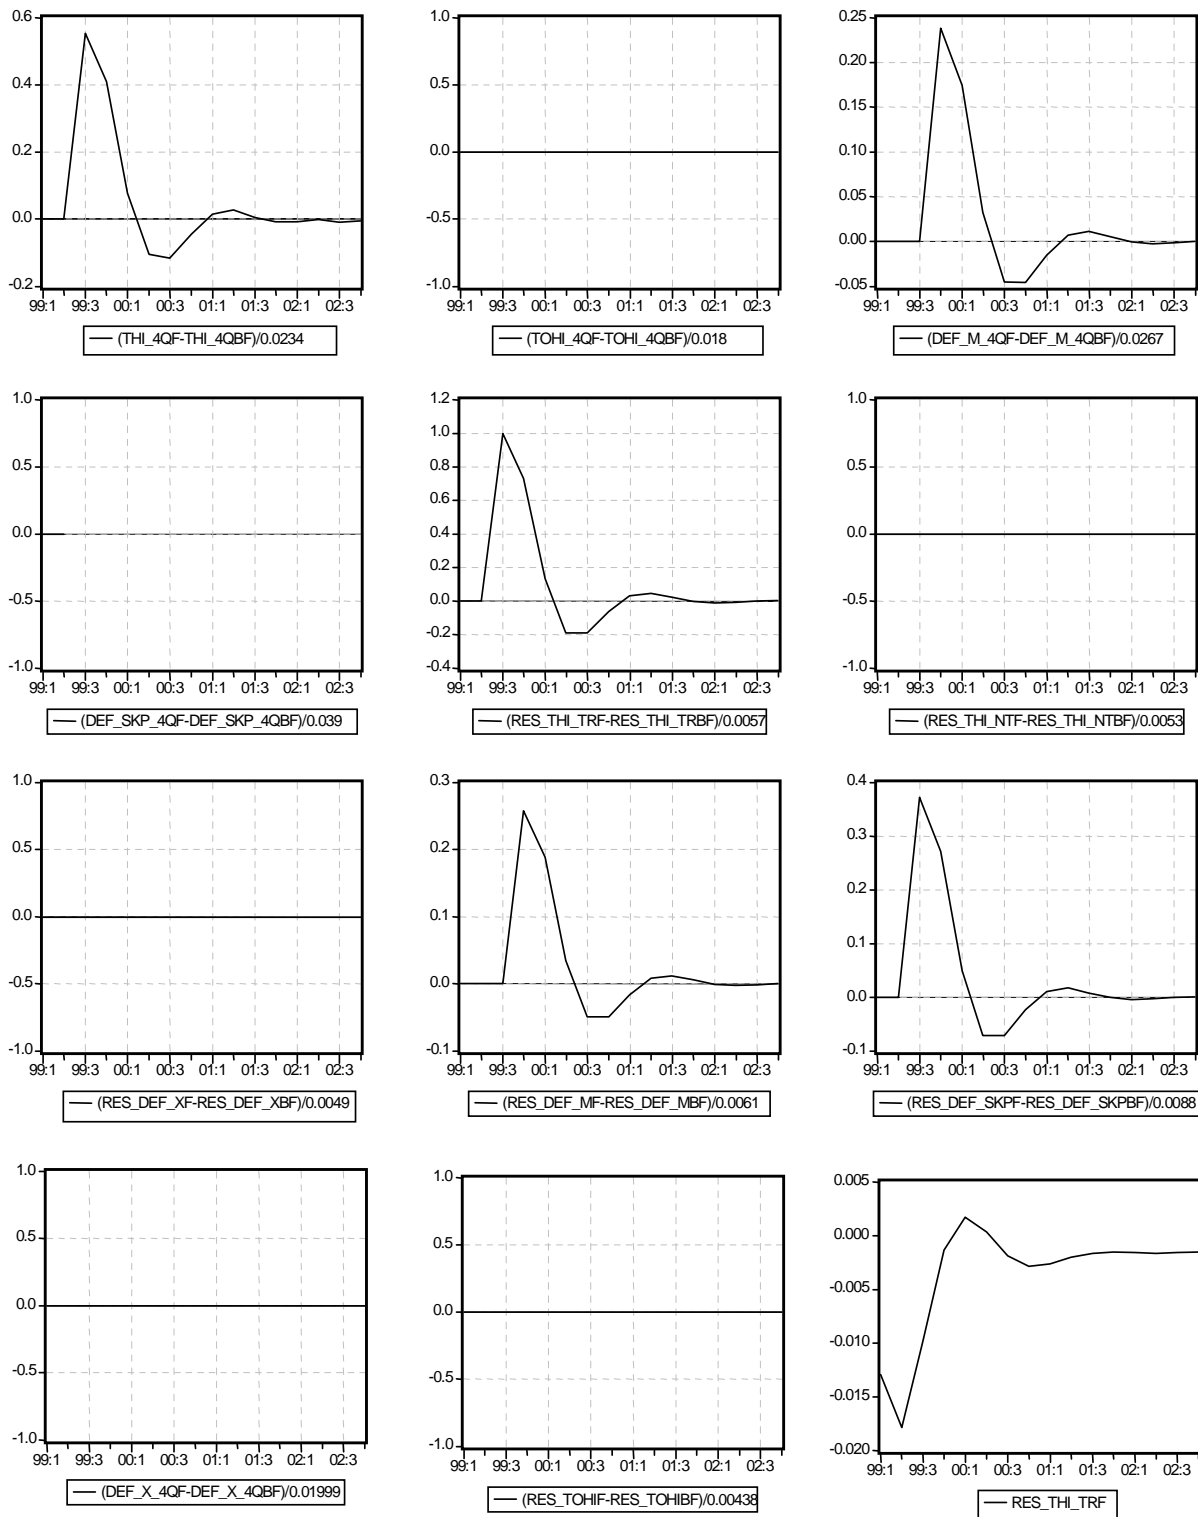 0.6
0.4
0.2
0.0
-0.2
99:1 99:3 00:1 00:3 01:1 01:3 02:1 02:3
(THI_4QF-THI_4QBF)/0.0234
1.0
0.5
0.0
-0.5
-1.0
99:1 99:3 00:1 00:3 01:1 01:3 02:1 02:3
(TOHI_4QF-TOHI_4QBF)/0.018
0.25
0.20
0.15
0.10
0.05
0.00
-0.05
99:1 99:3 00:1 00:3 01:1 01:3 02:1 02:3
(DEF_M_4QF-DEF_M_4QBF)/0.0267
1.0
0.5
0.0
-0.5
-1.0
99:1 99:3 00:1 00:3 01:1 01:3 02:1 02:3
(DEF_SKP_4QF-DEF_SKP_4QBF)/0.039
1.2
1.0
0.8
0.6
0.4
0.2
0.0
-0.2
-0.4
99:1 99:3 00:1 00:3 01:1 01:3 02:1 02:3
(RES_THI_TRF-RES_THI_TRBF)/0.0057
1.0
0.5
0.0
-0.5
-1.0
99:1 99:3 00:1 00:3 01:1 01:3 02:1 02:3
(RES_THI_NTF-RES_THI_NTBF)/0.0053
1.0
0.5
0.0
-0.5
-1.0
99:1 99:3 00:1 00:3 01:1 01:3 02:1 02:3
(RES_DEF_XF-RES_DEF_XBF)/0.0049
0.3
0.2
0.1
0.0
-0.1
99:1 99:3 00:1 00:3 01:1 01:3 02:1 02:3
(RES_DEF_MF-RES_DEF_MBF)/0.0061
0.4
0.3
0.2
0.1
0.0
-0.1
99:1 99:3 00:1 00:3 01:1 01:3 02:1 02:3
(RES_DEF_SKPF-RES_DEF_SKPBF)/0.0088
1.0
0.5
0.0
-0.5
-1.0
99:1 99:3 00:1 00:3 01:1 01:3 02:1 02:3
(DEF_X_4QF-DEF_X_4QBF)/0.01999
1.0
0.5
0.0
-0.5
-1.0
99:1 99:3 00:1 00:3 01:1 01:3 02:1 02:3
(RES_TOHIF-RES_TOHIBF)/0.00438
0.005
0.000
-0.005
-0.010
-0.015
-0.020
99:1 99:3 00:1 00:3 01:1 01:3 02:1 02:3
RES_THI_TRF